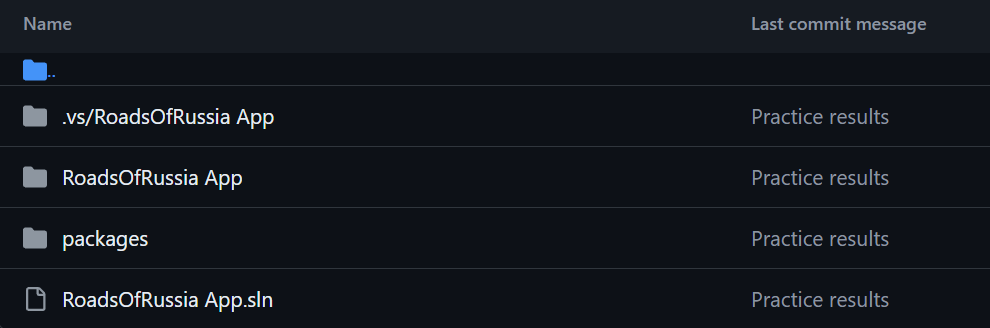 Name Last commit message
..
.vs/RoadsOfRussia App Practice results
RoadsOfRussia App Practice results
packages Practice results
RoadsOfRussia App.sln Practice results